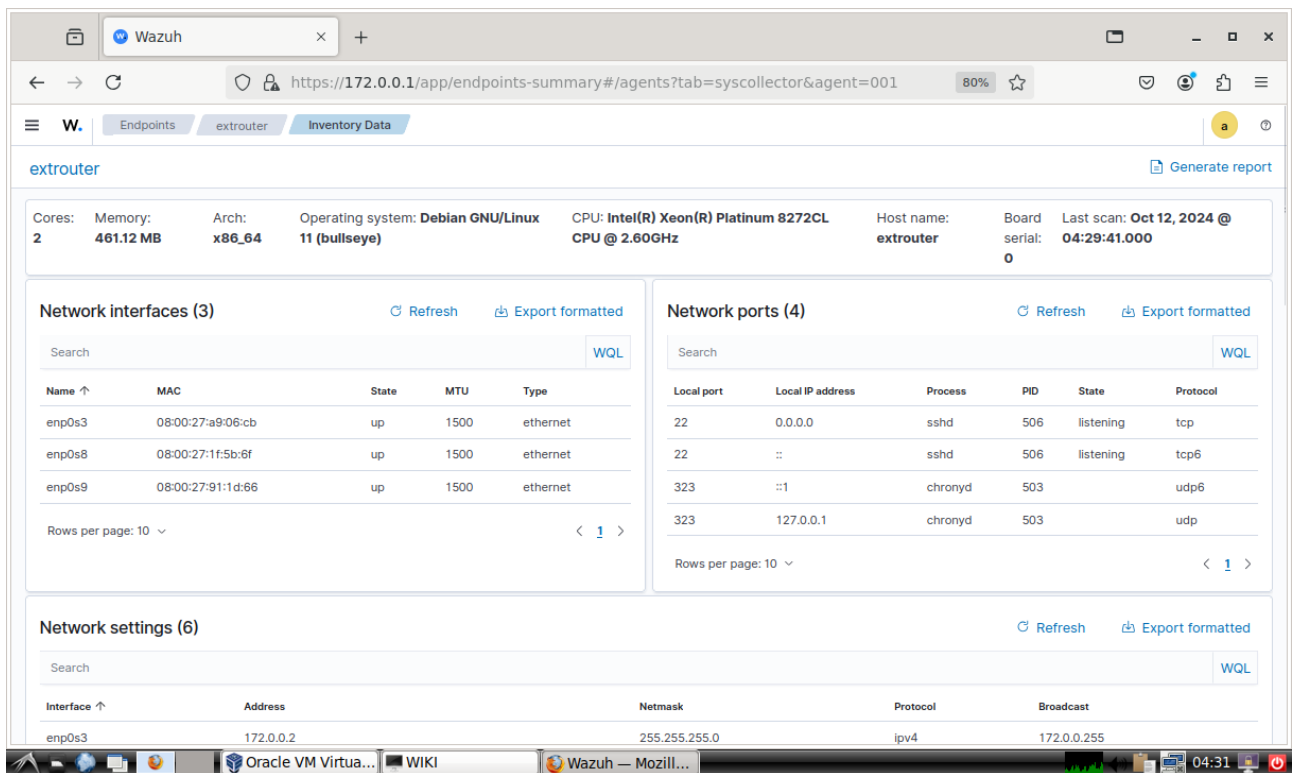 Wazuh
https://172.0.0.1/app/endpoints-summary#/agents?tab=syscollector&agent=001 80%
W. Endpoints extrouter Inventory Data a
extrouter Generate report
Cores: 2 Memory: 461.12 MB Arch: x86_64 Operating system: Debian GNU/Linux 11 (bullseye) CPU: Intel(R) Xeon(R) Platinum 8272CL CPU @ 2.60GHz Host name: extrouter Board serial: 0 Last scan: Oct 12, 2024 @ 04:29:41.000
Network interfaces (3) Refresh Export formatted
Search WQL
Name MAC State MTU Type
enp0s3 08:00:27:a9:06:cb up 1500 ethernet
enp0s8 08:00:27:1f:5b:6f up 1500 ethernet
enp0s9 08:00:27:91:1d:66 up 1500 ethernet
Rows per page: 10 1
Network ports (4) Refresh Export formatted
Search WQL
Local port Local IP address Process PID State Protocol
22 0.0.0.0 sshd 506 listening tcp
22 :: sshd 506 listening tcp6
323 ::1 chronyd 503 udp6
323 127.0.0.1 chronyd 503 udp
Rows per page: 10 1
Network settings (6) Refresh Export formatted
Search WQL
Interface Address Netmask Protocol Broadcast
enp0s3 172.0.0.2 255.255.255.0 ipv4 172.0.0.255
Oracle VM Virtua... WIKI Wazuh — Mozill... 04:31